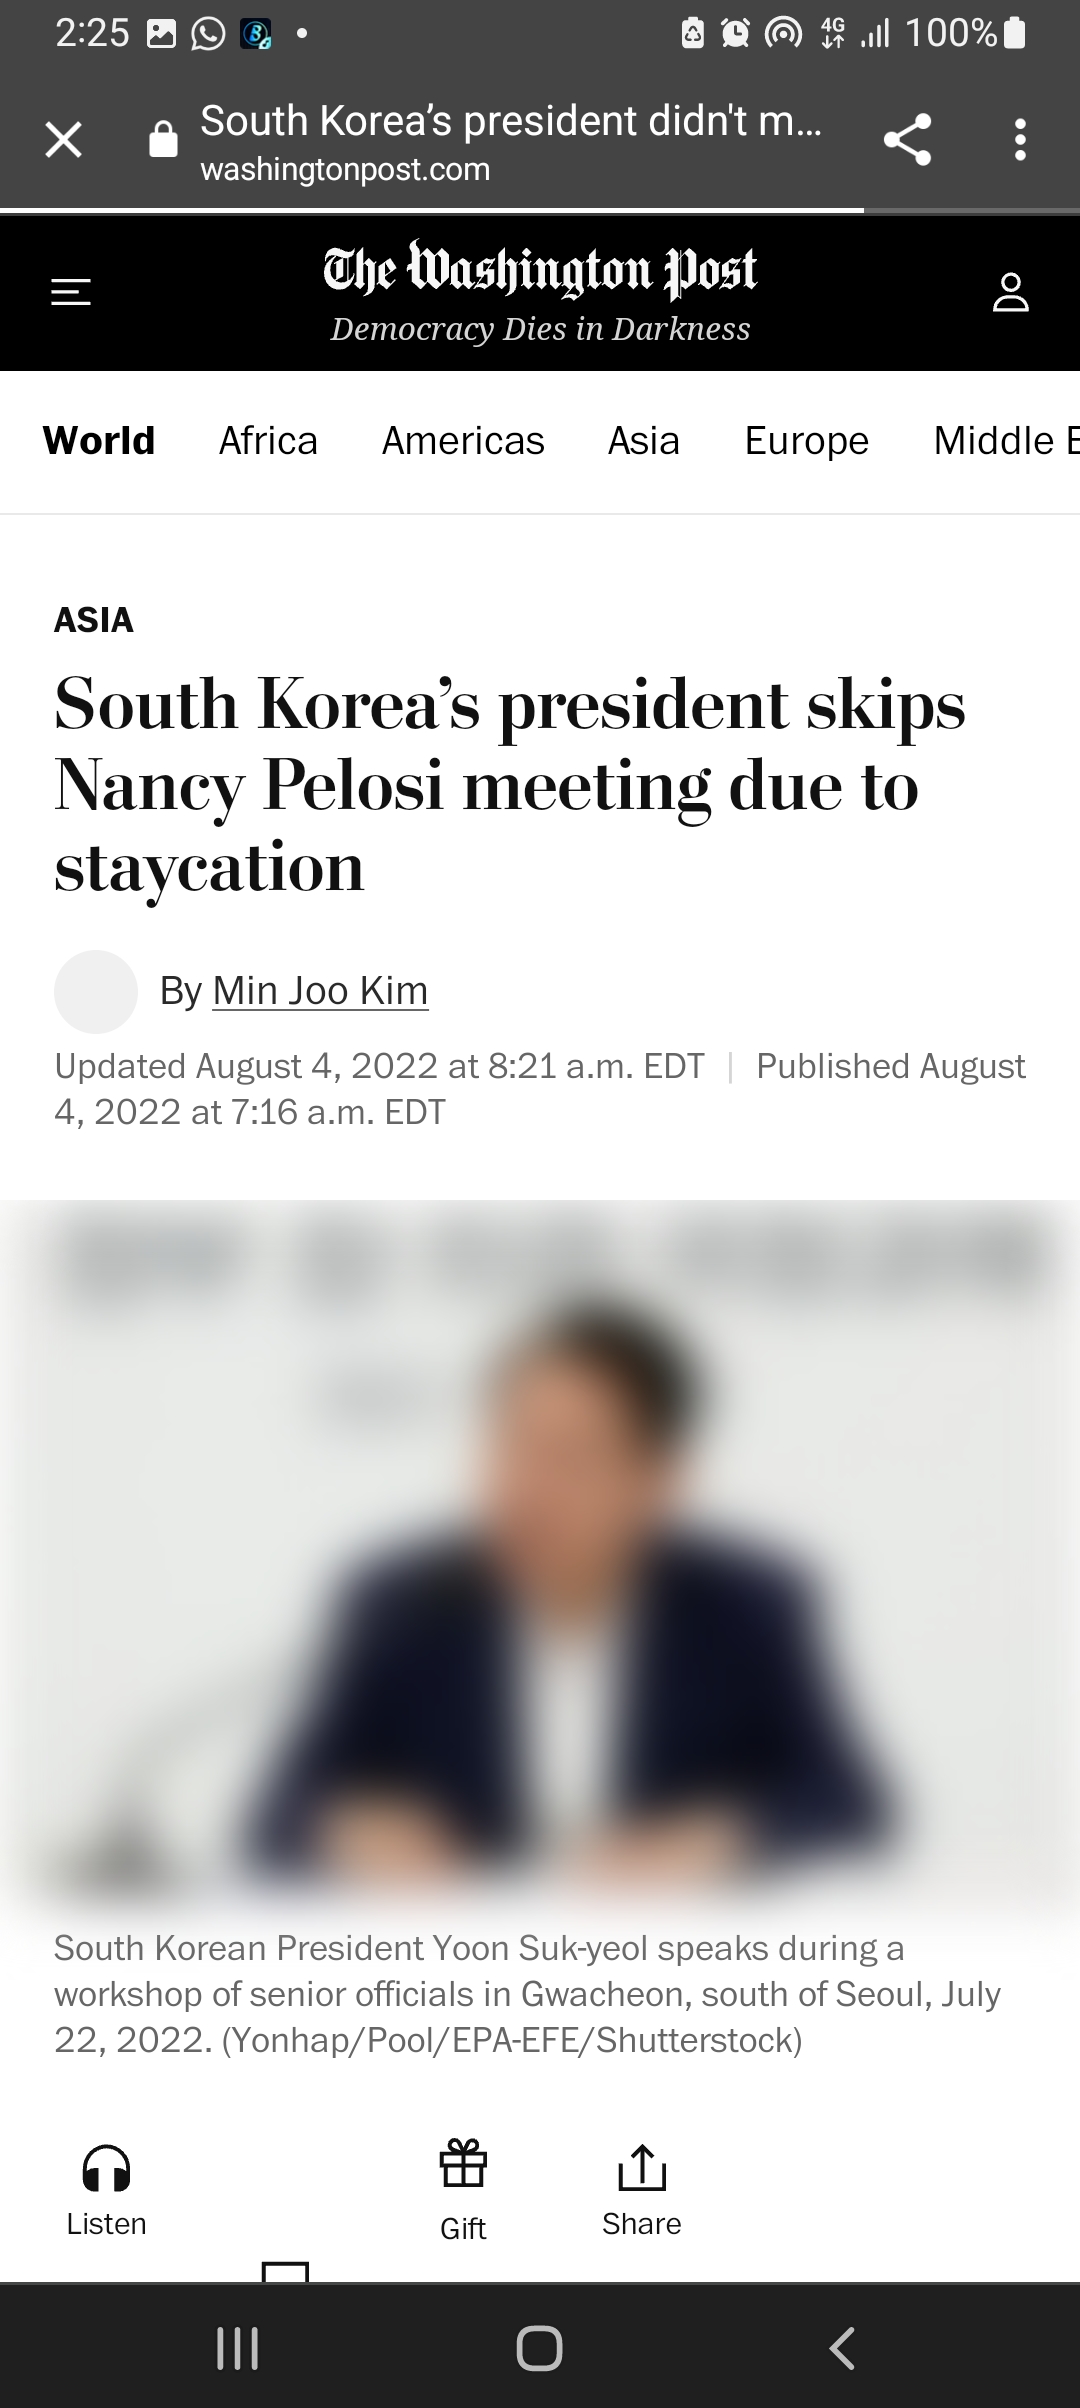 2:25 4G 100%
South Korea’s president didn't m...
washingtonpost.com
The Washington Post
Democracy Dies in Darkness
World Africa Americas Asia Europe Middle E
ASIA
South Korea’s president skips
Nancy Pelosi meeting due to
staycation
By Min Joo Kim
Updated August 4, 2022 at 8:21 a.m. EDT | Published August
4, 2022 at 7:16 a.m. EDT
South Korean President Yoon Suk-yeol speaks during a
workshop of senior officials in Gwacheon, south of Seoul, July
22, 2022. (Yonhap/Pool/EPA-EFE/Shutterstock)
Listen Gift Share